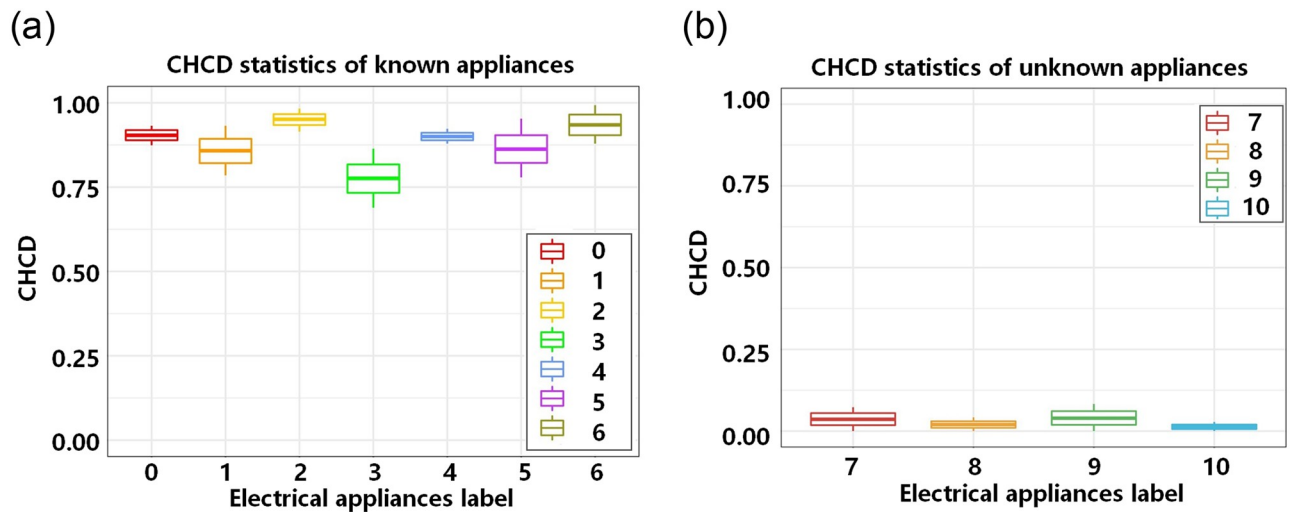 (a)
CHCD statistics of known appliances
1.00
0.75
0.50
0.25
0.00
CHCD
0
1
2
3
4
5
6
0 1 2 3 4 5 6
Electrical appliances label
(b)
CHCD statistics of unknown appliances
1.00
0.75
0.50
0.25
0.00
CHCD
7
8
9
10
7 8 9 10
Electrical appliances label